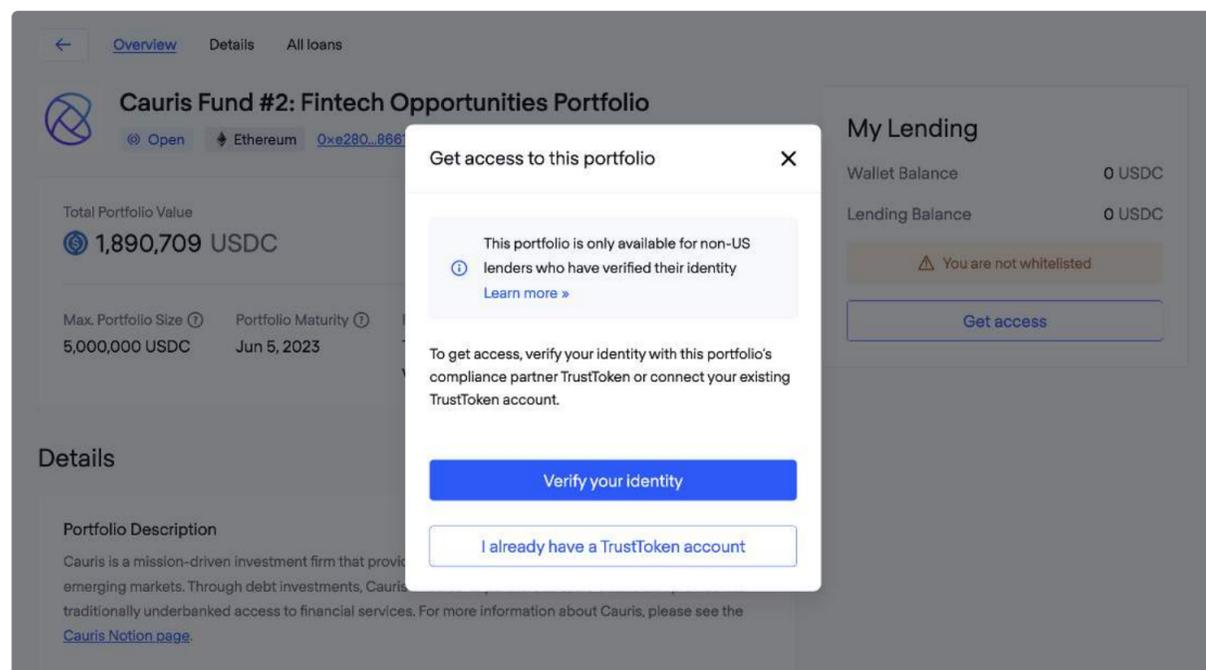 Overview Details All loans
Cauris Fund #2: Fintech Opportunities Portfolio
Open Ethereum 0xe280...8661
Total Portfolio Value
1,890,709 USDC
Max. Portfolio Size
Portfolio Maturity
5,000,000 USDC
Jun 5, 2023
Details
Portfolio Description
Cauris is a mission-driven investment firm that
emerging markets. Through debt investments, Cauris
traditionally underbanked access to financial services. For more information about Cauris, please see the
Cauris Notion page.
Get access to this portfolio
This portfolio is only available for non-US
lenders who have verified their identity
Learn more »
To get access, verify your identity with this portfolio's
compliance partner TrustToken or connect your existing
TrustToken account.
Verify your identity
I already have a TrustToken account
My Lending
Wallet Balance 0 USDC
Lending Balance 0 USDC
You are not whitelisted
Get access